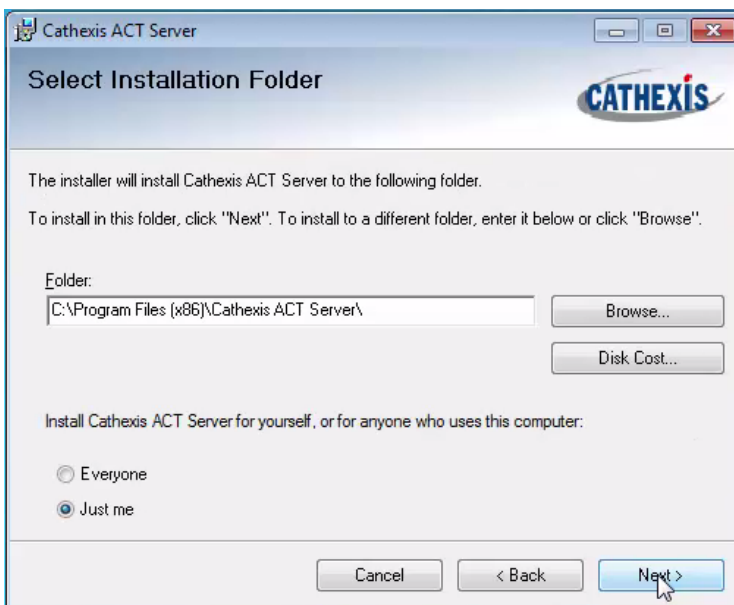 Cathexis ACT Server
Select Installation Folder
CATHEXIS
The installer will install Cathexis ACT Server to the following folder.
To install in this folder, click "Next". To install to a different folder, enter it below or click "Browse".
Folder:
C:\Program Files (x86)\Cathexis ACT Server\
Browse...
Disk Cost...
Install Cathexis ACT Server for yourself, or for anyone who uses this computer:
Everyone
Just me
Cancel
< Back
Next >